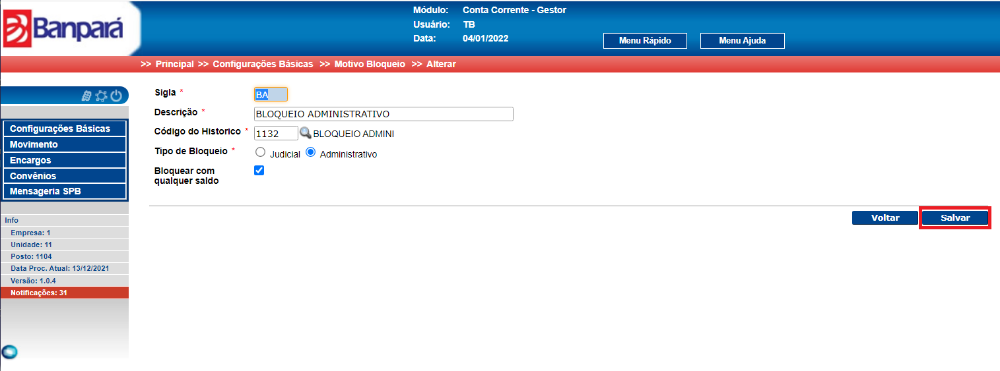 Banpará
Módulo: Conta Corrente - Gestor
Usuário: TB
Data: 04/01/2022
Menu Rápido Menu Ajuda
>> Principal >> Configurações Básicas >> Motivo Bloqueio >> Alterar
Configurações Básicas
Movimento
Encargos
Convênios
Mensageria SPB
Info
Empresa: 1
Unidade: 11
Posto: 1104
Data Proc. Atual: 13/12/2021
Versão: 1.0.4
Notificações: 31
Sigla * BA
Descrição * BLOQUEIO ADMINISTRATIVO
Código do Historico * 1132 BLOQUEIO ADMINI
Tipo de Bloqueio * Judicial Administrativo
Bloquear com
qualquer saldo
Voltar Salvar